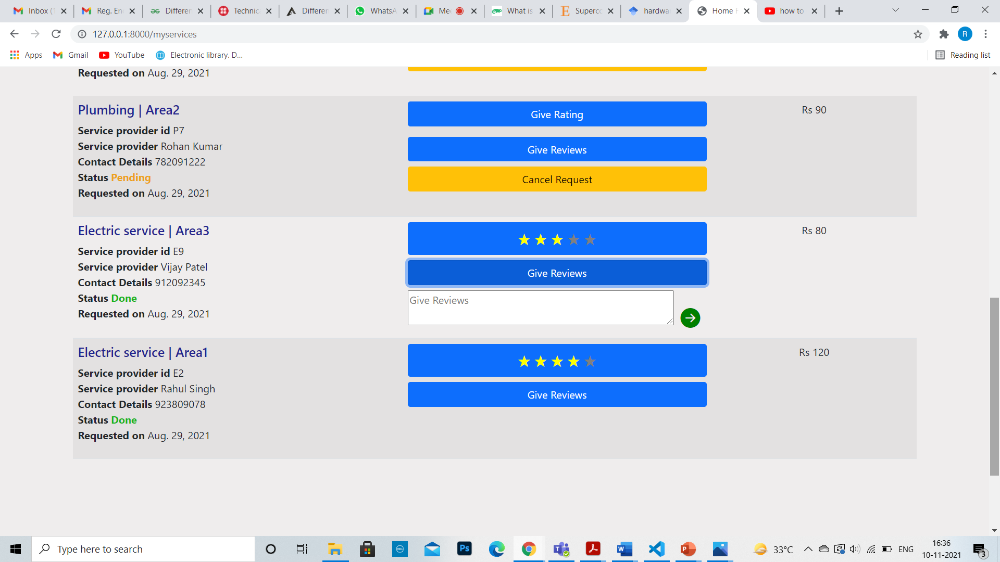 Inbox (1
Reg. En
Differen
Technica
Differen
WhatsA
Mee
What is
Superco
hardwa
Home P
how to
127.0.0.1:8000/myservices
R
Apps
Gmail
YouTube
Electronic library. D...
Reading list
Requested on Aug. 29, 2021
Plumbing | Area2
Give Rating
Rs 90
Service provider id P7
Service provider Rohan Kumar
Give Reviews
Contact Details 782091222
Status Pending
Cancel Request
Requested on Aug. 29, 2021
Electric service | Area3
Rs 80
Service provider id E9
Service provider Vijay Patel
Give Reviews
Contact Details 912092345
Status Done
Give Reviews
Requested on Aug. 29, 2021
Electric service | Area1
Rs 120
Service provider id E2
Service provider Rahul Singh
Give Reviews
Contact Details 923809078
Status Done
Requested on Aug. 29, 2021
Type here to search
33°C
ENG
16:36
10-11-2021
3